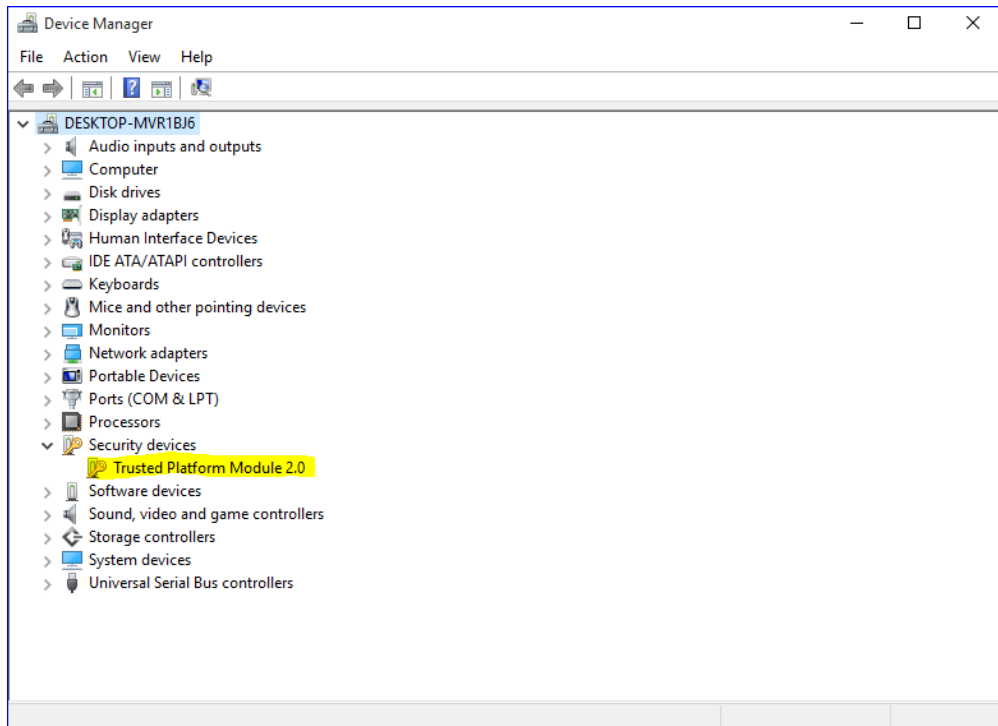 Device Manager
File Action View Help
DESKTOP-MVR1BJ6
Audio inputs and outputs
Computer
Disk drives
Display adapters
Human Interface Devices
IDE ATA/ATAPI controllers
Keyboards
Mice and other pointing devices
Monitors
Network adapters
Portable Devices
Ports (COM & LPT)
Processors
Security devices
Trusted Platform Module 2.0
Software devices
Sound, video and game controllers
Storage controllers
System devices
Universal Serial Bus controllers